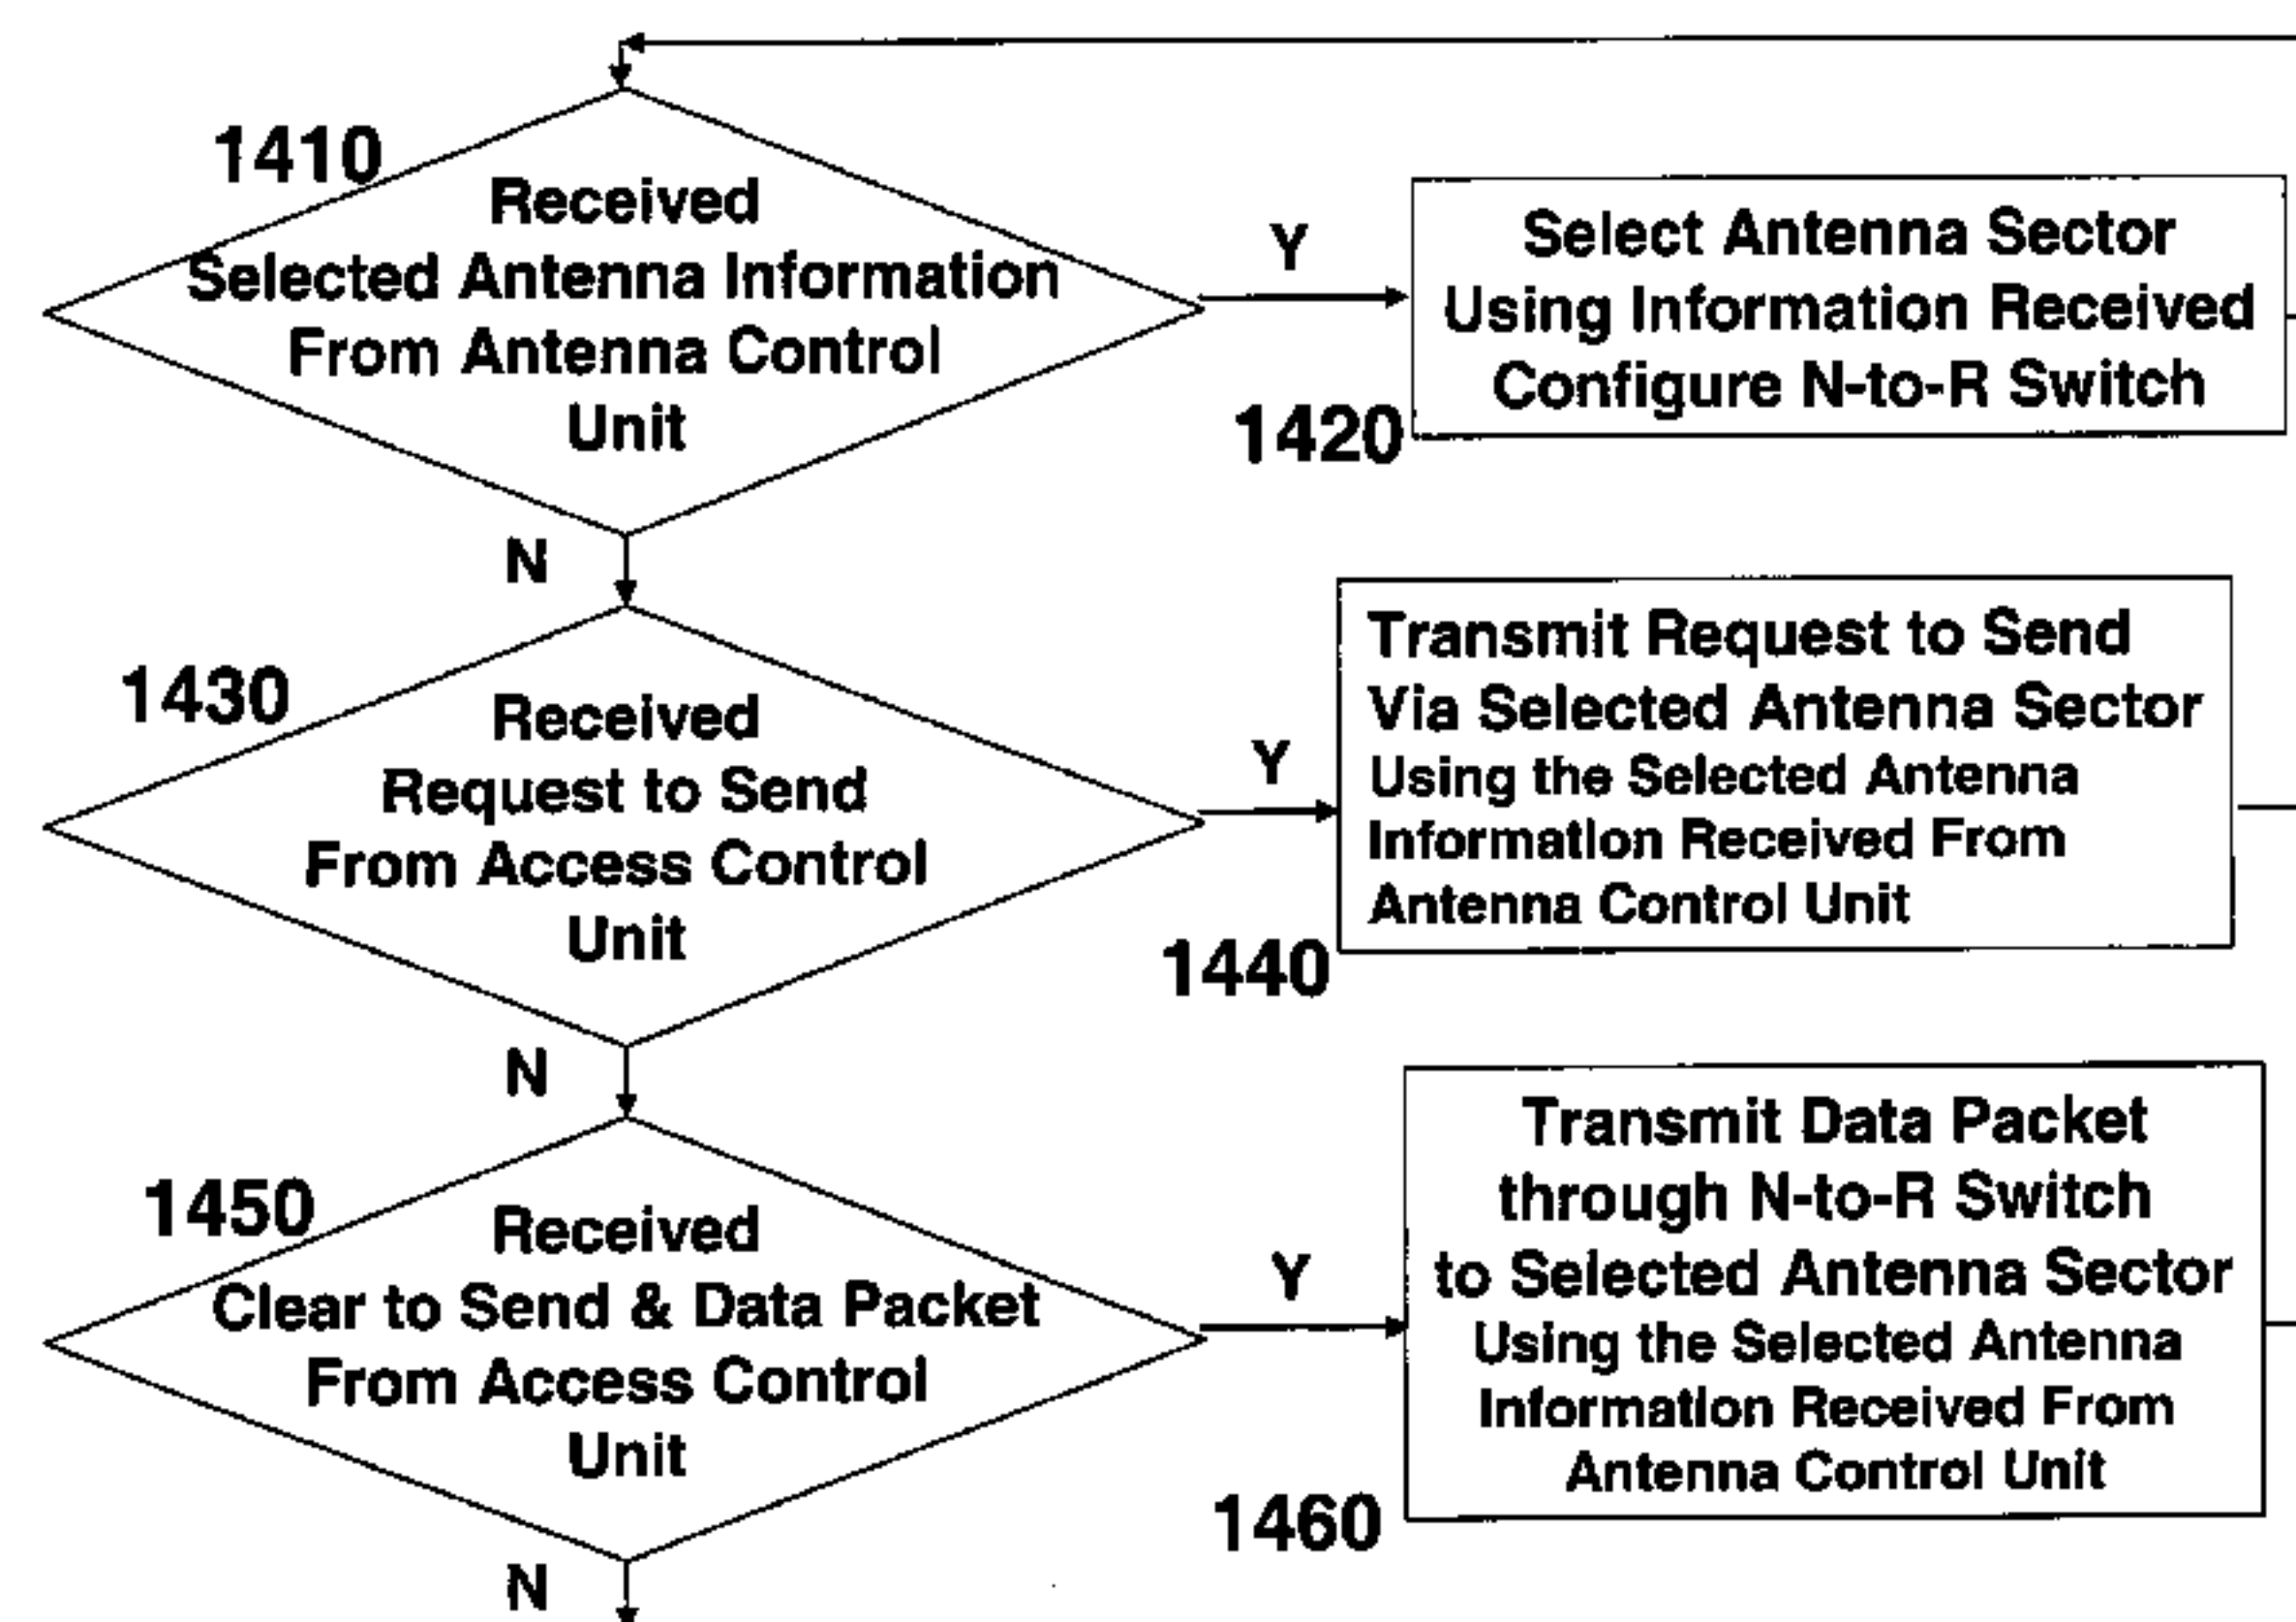 1410
Received
Selected Antenna Information
From Antenna Control
Unit
Y
Select Antenna Sector
Using Information Received
Configure N-to-R Switch
1420
N
1430
Received
Request to Send
From Access Control
Unit
Y
Transmit Request to Send
Via Selected Antenna Sector
Using the Selected Antenna
Information Received From
Antenna Control Unit
1440
N
1450
Received
Clear to Send & Data Packet
From Access Control
Unit
Y
Transmit Data Packet
through N-to-R Switch
to Selected Antenna Sector
Using the Selected Antenna
Information Received From
Antenna Control Unit
1460
N